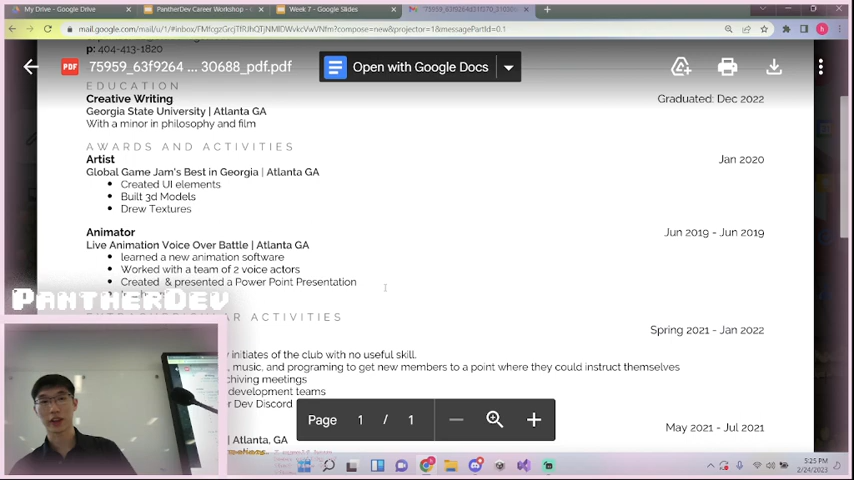 My Drive - Google Drive
PantherDev Career Workshop -
Week 7 - Google Slides
p: 404-413-1820
75959_63f9264 ... 30688_pdf.pdf
PDF
Open with Google Docs
EDUCATION
Creative Writing
Graduated: Dec 2022
Georgia State University | Atlanta GA
With a minor in philosophy and film
AWARDS AND ACTIVITIES
Artist
Jan 2020
Global Game Jam's Best in Georgia | Atlanta GA
Created UI elements
Built 3d Models
Drew Textures
Animator
Jun 2019 - Jun 2019
Live Animation Voice Over Battle | Atlanta GA
learned a new animation software
Worked with a team of 2 voice actors
Created & presented a Power Point Presentation
PantherDev
ACTIVITIES
Spring 2021 - Jan 2022
initiates of the club with no useful skill.
, music, and programing to get new members to a point where they could instruct themselves
meetings
development teams
Dev Discord
Page 1 / 1
May 2021 - Jul 2021
| Atlanta, GA
5:25 PM
2/24/2023